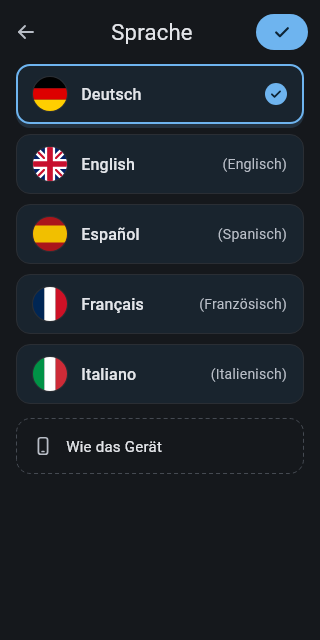 Sprache
Deutsch
English (Englisch)
Español (Spanisch)
Français (Französisch)
Italiano (Italienisch)
Wie das Gerät